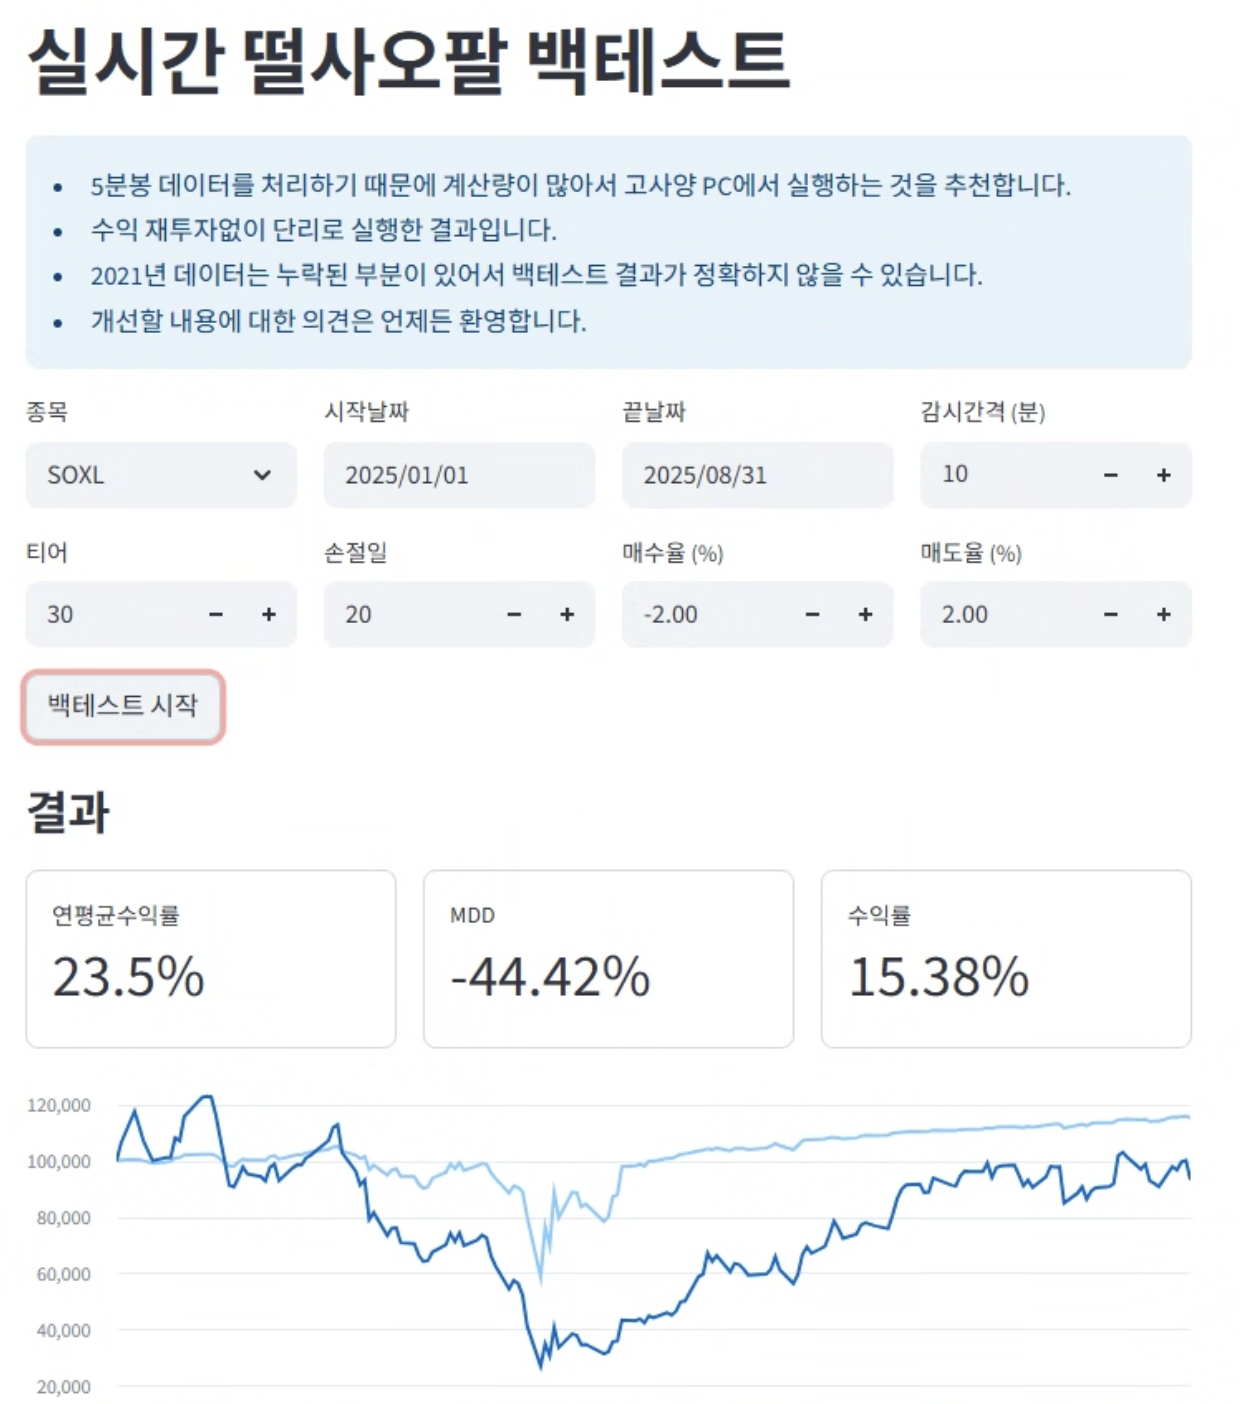 실시간 떨사오팔 백테스트
• 5분봉 데이터를 처리하기 때문에 계산량이 많아서 고사양 PC에서 실행하는 것을 추천합니다.
• 수익 재투자없이 단리로 실행한 결과입니다.
• 2021년 데이터는 누락된 부분이 있어서 백테스트 결과가 정확하지 않을 수 있습니다.
• 개선할 내용에 대한 의견은 언제든 환영합니다.
종목 시작날짜 끝날짜 감시간격 (분)
SOXL 2025/01/01 2025/08/31 10 − +
티어 손절일 매수율 (%) 매도율 (%)
30 − + 20 − + -2.00 − + 2.00 − +
백테스트 시작
결과
연평균수익률 MDD 수익률
23.5% -44.42% 15.38%
120,000
100,000
80,000
60,000
40,000
20,000